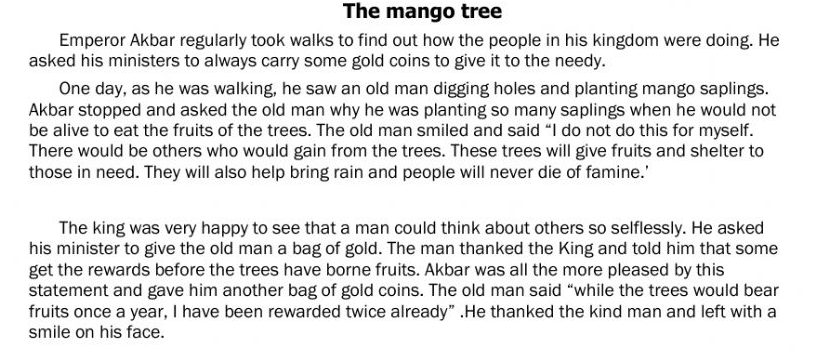 The mango tree
Emperor Akbar regularly took walks to find out how the people in his kingdom were doing. He
asked his ministers to always carry some gold coins to give it to the needy.
One day, as he was walking, he saw an old man digging holes and planting mango saplings.
Akbar stopped and asked the old man why he was planting so many saplings when he would not
be alive to eat the fruits of the trees. The old man smiled and said “I do not do this for myself.
There would be others who would gain from the trees. These trees will give fruits and shelter to
those in need. They will also help bring rain and people will never die of famine.’
The king was very happy to see that a man could think about others so selflessly. He asked
his minister to give the old man a bag of gold. The man thanked the King and told him that some
get the rewards before the trees have borne fruits. Akbar was all the more pleased by this
statement and gave him another bag of gold coins. The old man said “while the trees would bear
fruits once a year, I have been rewarded twice already” .He thanked the kind man and left with a
smile on his face.